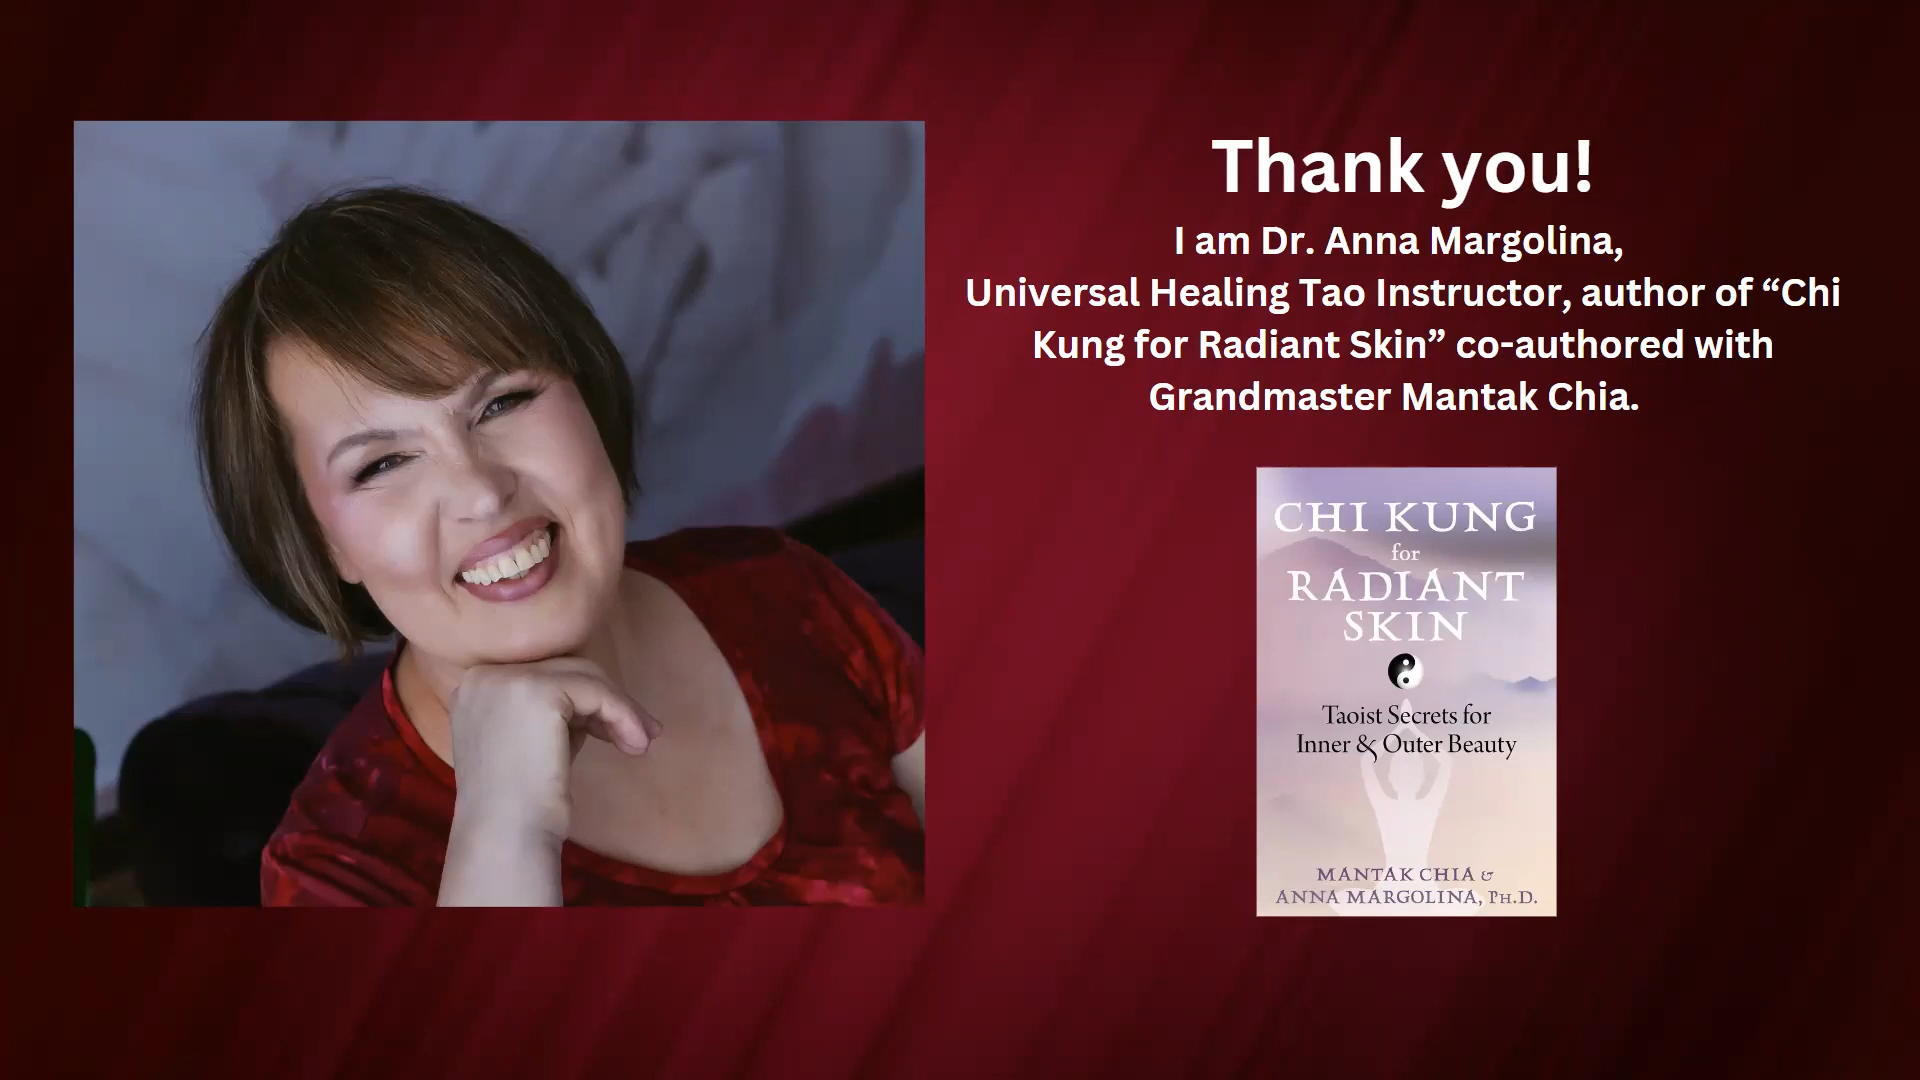 Thank you!
I am Dr. Anna Margolina,
Universal Healing Tao Instructor, author of “Chi
Kung for Radiant Skin” co-authored with
Grandmaster Mantak Chia.
CHI KUNG
for
RADIANT
SKIN
Taoist Secrets for
Inner & Outer Beauty
MANTAK CHIA &
ANNA MARGOLINA, PH.D.